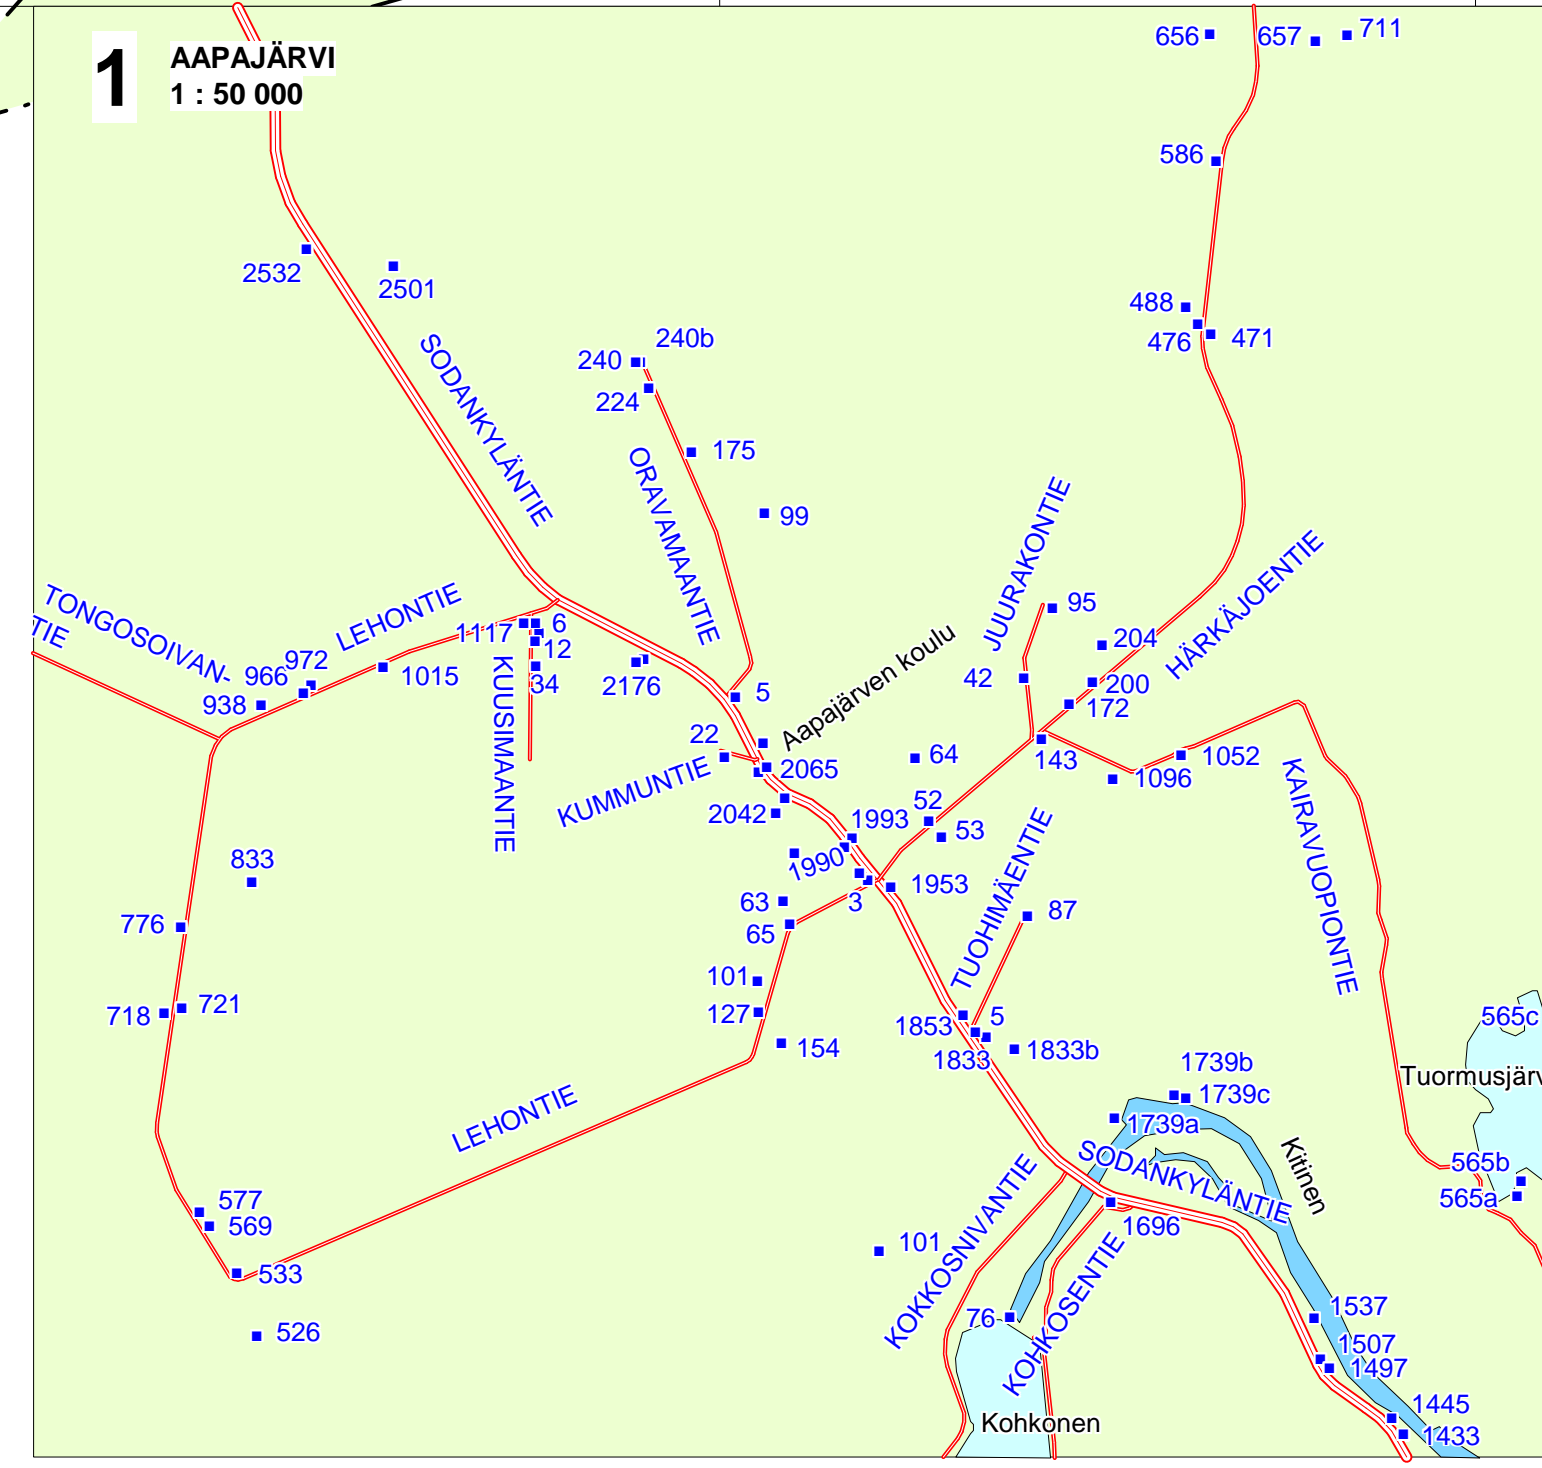 1
AAPAJÄRVI
1 : 50 000
656
657
711
586
2532
2501
488
476
471
SODANKYLÄNTIE
240
240b
224
175
ORAVAMAANTIE
99
JUURAKONTIE
HÄRKÄJOENTIE
95
204
TONGOSOIVAN-
TIE
LEHONTIE
1117
6
12
34
966
972
938
1015
KUUSIMAANTIE
2176
5
Aapajärven koulu
42
200
172
143
1096
1052
KAIRAVUOPIONTIE
22
KUMMUNTIE
2065
2042
64
52
53
1993
1990
3
1953
TUOHIMÄENTIE
87
833
776
718
721
63
65
101
127
154
1853
5
1833
1833b
1739b
1739c
1739a
565c
Tuormusjärv
565b
565a
Kitinen
LEHONTIE
SODANKYLÄNTIE
1696
KOKKOSNIVANTIE
KOHKOSENTIE
577
569
533
526
101
76
1537
1507
1497
1445
1433
Kohkonen